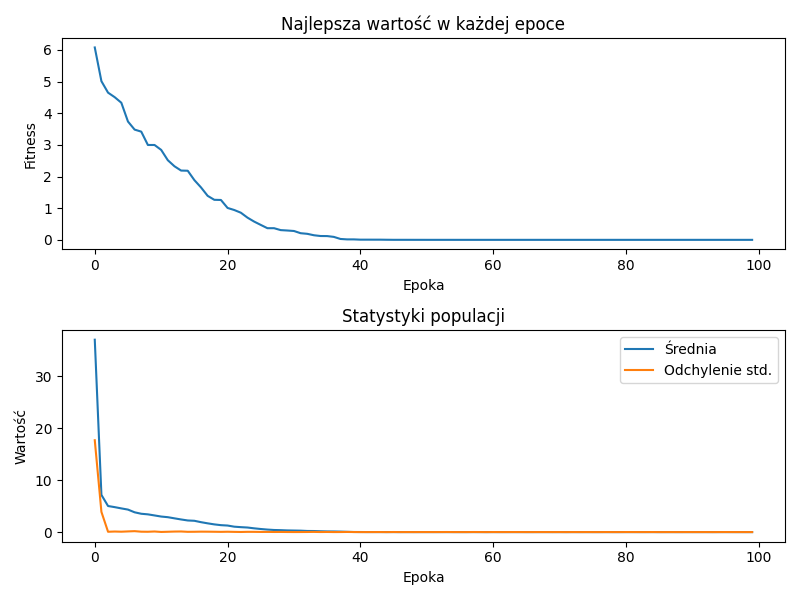 Najlepsza wartość w każdej epoce
6
5
4
3
2
1
0
Fitness
0 20 40 60 80 100
Epoka
Statystyki populacji
Średnia
Odchylenie std.
30
20
10
0
Wartość
0 20 40 60 80 100
Epoka